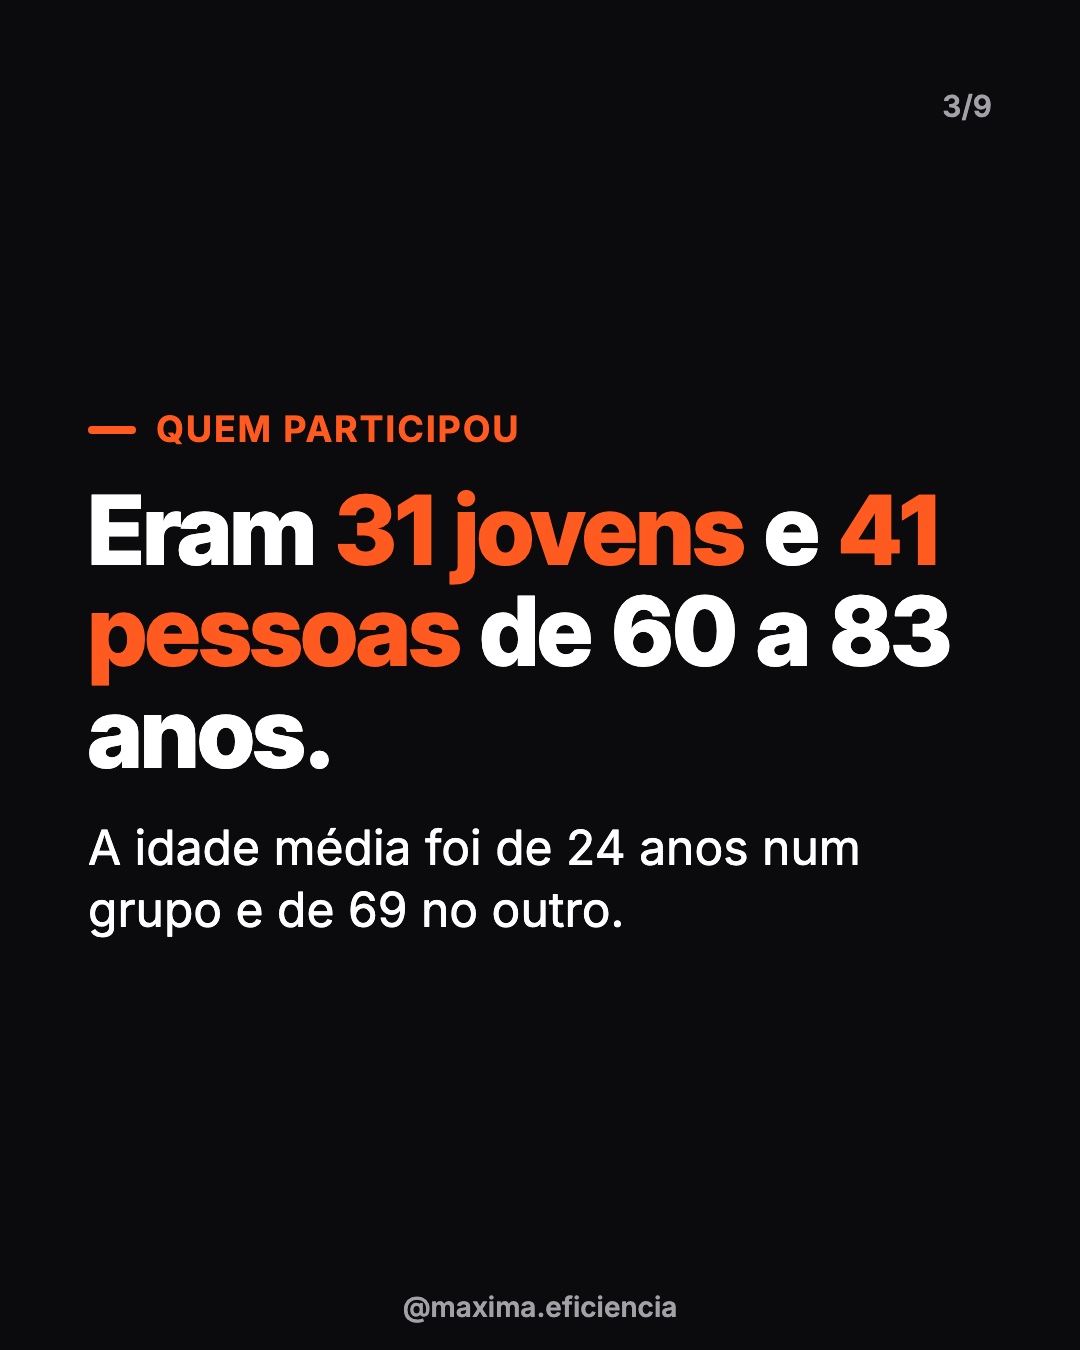 3/9
QUEM PARTICIPOU
Eram 31 jovens e 41
pessoas de 60 a 83
anos.
A idade média foi de 24 anos num
grupo e de 69 no outro.
@maxima.eficiencia